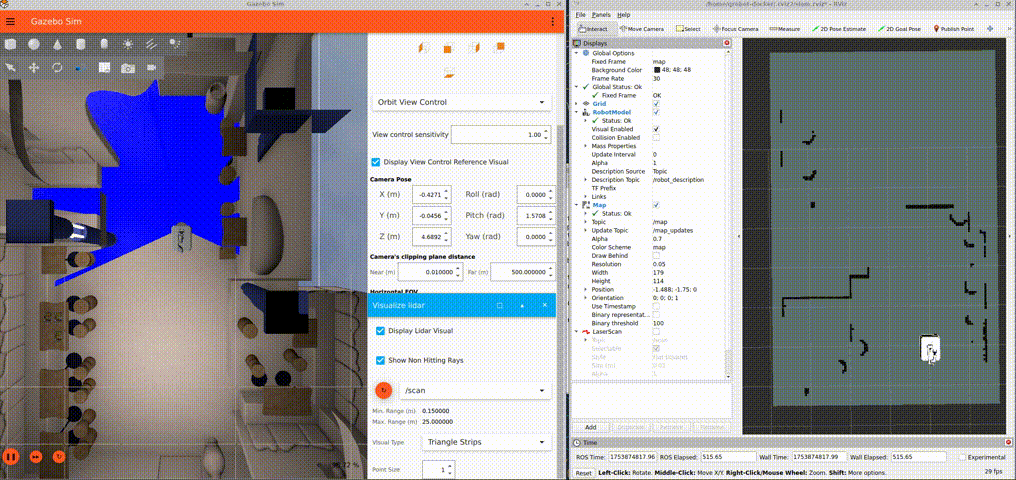 Gazebo Sim
Gazebo Sim
Orbit View Control
View control sensitivity
1.00
Display View Control Reference Visual
Camera Pose
X (m)
-0.4271
Roll (rad)
0.0000
Y (m)
-0.0456
Pitch (rad)
1.5708
Z (m)
4.6892
Yaw (rad)
0.0000
Camera's clipping plane distance
Near (m)
0.010000
Far (m)
500.000000
Horizontal FOV
Visualize lidar
Display Lidar Visual
Show Non Hitting Rays
/scan
Min. Range (m) 0.150000
Max. Range (m) 25.000000
Visual Type
Triangle Strips
Point Size
1
File Panels Help
Interact
Move Camera
Select
Focus Camera
Measure
2D Pose Estimate
2D Goal Pose
Publish Point
Displays
Global Options
Fixed Frame map
Background Color 48; 48; 48
Frame Rate 30
Global Status: Ok
Fixed Frame OK
Grid
RobotModel
Status: Ok
Visual Enabled
Collision Enabled
Mass Properties
Update Interval 0
Alpha 1
Description Source Topic
Description Topic /robot_description
TF Prefix
Links
Map
Status: Ok
Topic /map
Update Topic /map_updates
Alpha 0.7
Color Scheme map
Draw Behind
Resolution 0.05
Width 179
Height 114
Position -1.488; -1.75; 0
Orientation 0; 0; 0; 1
Use Timestamp
Binary representat...
Binary threshold 100
LaserScan
Add
Time
ROS Time: 1753874817.96
ROS Elapsed: 515.65
Wall Time: 1753874817.99
Wall Elapsed: 515.65
Experimental
Reset
Left-Click: Rotate. Middle-Click: Move X/Y. Right-Click/Mouse Wheel: Zoom. Shift: More options.
29 fps